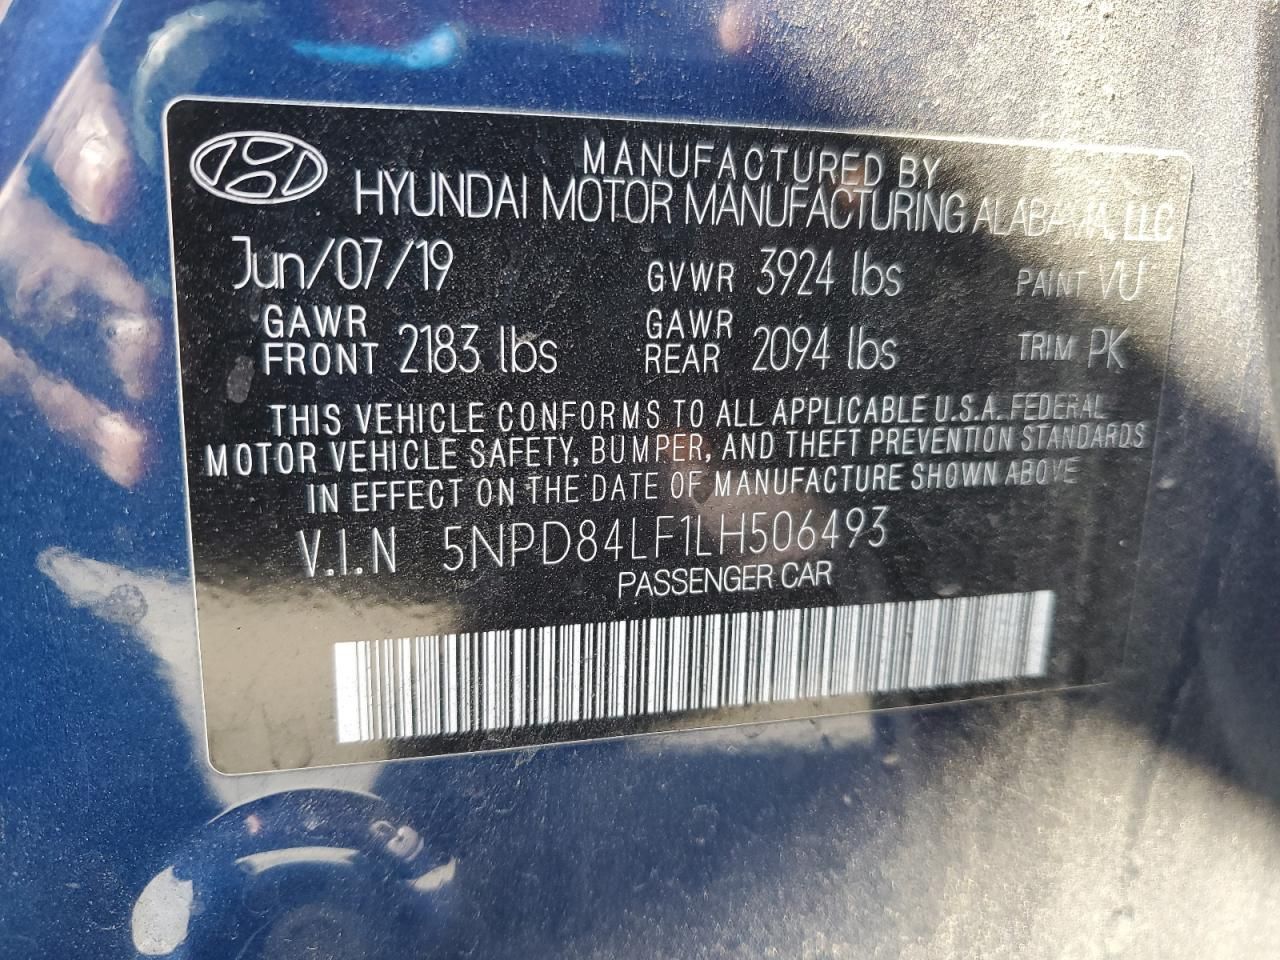 MANUFACTURED BY
HYUNDAI MOTOR MANUFACTURING ALABAMA, LLC
Jun/07/19 GVWR 3924 lbs PAINT VU
GAWR FRONT 2183 lbs GAWR REAR 2094 lbs TRIM PK
THIS VEHICLE CONFORMS TO ALL APPLICABLE U.S.A. FEDERAL
MOTOR VEHICLE SAFETY, BUMPER, AND THEFT PREVENTION STANDARDS
IN EFFECT ON THE DATE OF MANUFACTURE SHOWN ABOVE
V.I.N 5NPD84LF1LH506493
PASSENGER CAR